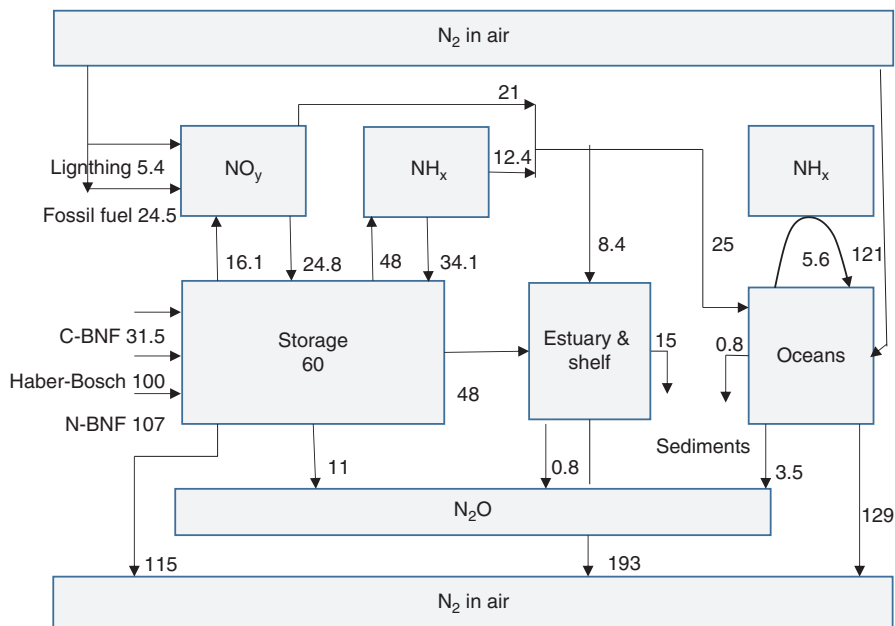 N2 in air
21
NOy
NHx
12.4
NHx
Lignthing 5.4
Fossil fuel 24.5
8.4
25
5.6
121
16.1
24.8
48
34.1
C-BNF 31.5
Storage
60
Estuary &
shelf
15
0.8
Oceans
Haber-Bosch 100
48
N-BNF 107
Sediments
11
0.8
3.5
N2O
129
115
193
N2 in air